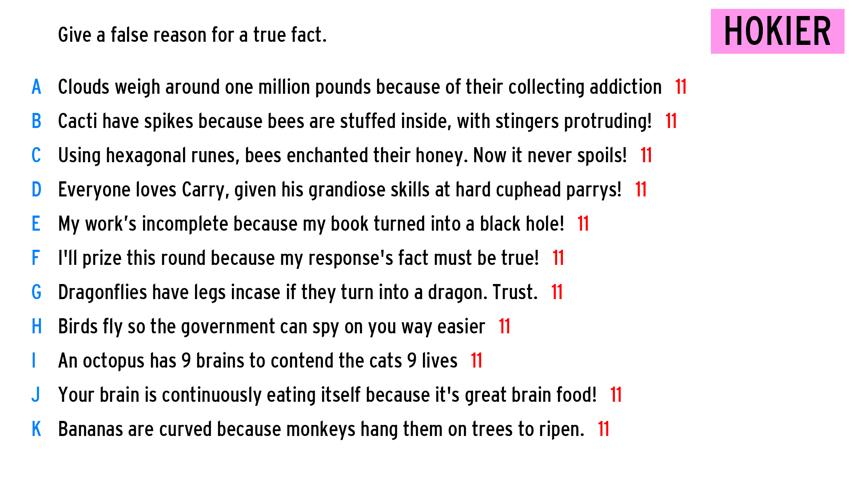 Give a false reason for a true fact.
HOKIER
A Clouds weigh around one million pounds because of their collecting addiction 11
B Cacti have spikes because bees are stuffed inside, with stingers protruding! 11
C Using hexagonal runes, bees enchanted their honey. Now it never spoils! 11
D Everyone loves Carry, given his grandiose skills at hard cuphead parrys! 11
E My work's incomplete because my book turned into a black hole! 11
F I'll prize this round because my response's fact must be true! 11
G Dragonflies have legs incase if they turn into a dragon. Trust. 11
H Birds fly so the government can spy on you way easier 11
I An octopus has 9 brains to contend the cats 9 lives 11
J Your brain is continuously eating itself because it's great brain food! 11
K Bananas are curved because monkeys hang them on trees to ripen. 11